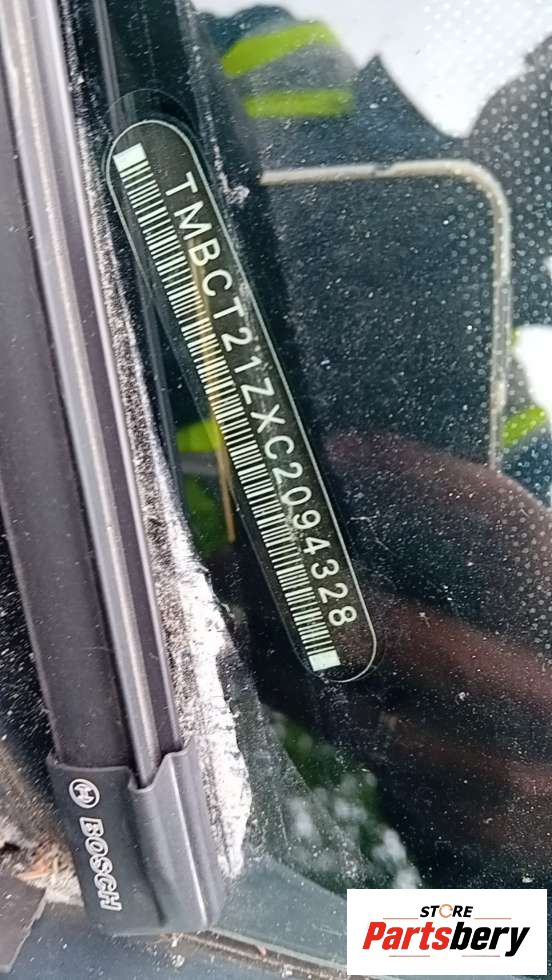 TMBCT21ZXC2094328
BOSCH
STORE
Partsbery